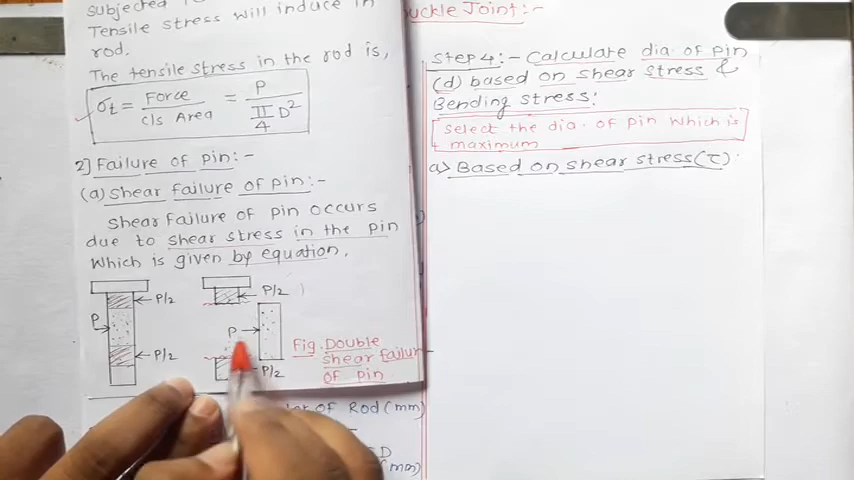 subjected
Tensile stress will induce in
rod.
The tensile stress in the rod is,
σt = Force / c/s Area = P / π/4 D²
2] Failure of pin:-
(a) shear failure of pin:-
shear failure of pin occurs
due to shear stress in the pin
which is given by equation.
P/2
P
P/2
P/2
P
P/2
Fig. Double
shear failure
of pin
of Rod (mm)
D
(mm)
uckle Joint:-
Step 4:- Calculate dia. of pin
(d) based on shear stress &
Bending stress:
select the dia. of pin which is
maximum
a> Based on shear stress (τ):